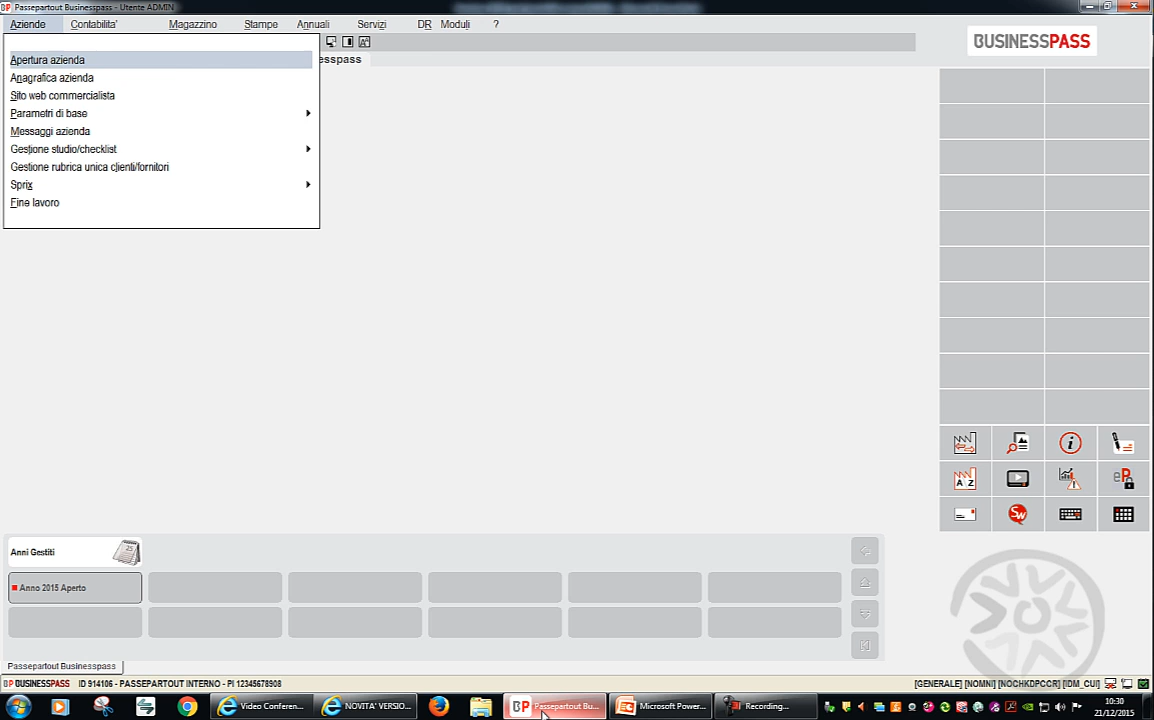 Passepartout Businesspass - Utente ADMIN
Aziende Contabilita' Magazzino Stampe Annuali Servizi DR Moduli ?
BUSINESSPASS
esspass
Apertura azienda
Anagrafica azienda
Sito web commercialista
Parametri di base
Messaggi azienda
Gestione studio/checklist
Gestione rubrica unica clienti/fornitori
Sprix
Fine lavoro
Anni Gestiti
Anno 2015 Aperto
Passepartout Businesspass
BUSINESSPASS ID 914106 - PASSEPARTOUT INTERNO - PI 12345678908
[GENERALE] [NOMNI] [NOCHKDPCCR] [IDM_CUI]
Video Conferen... NOVITA' VERSIO... Passepartout Bu... Microsoft Power... Recording...
10:30
21/12/2015